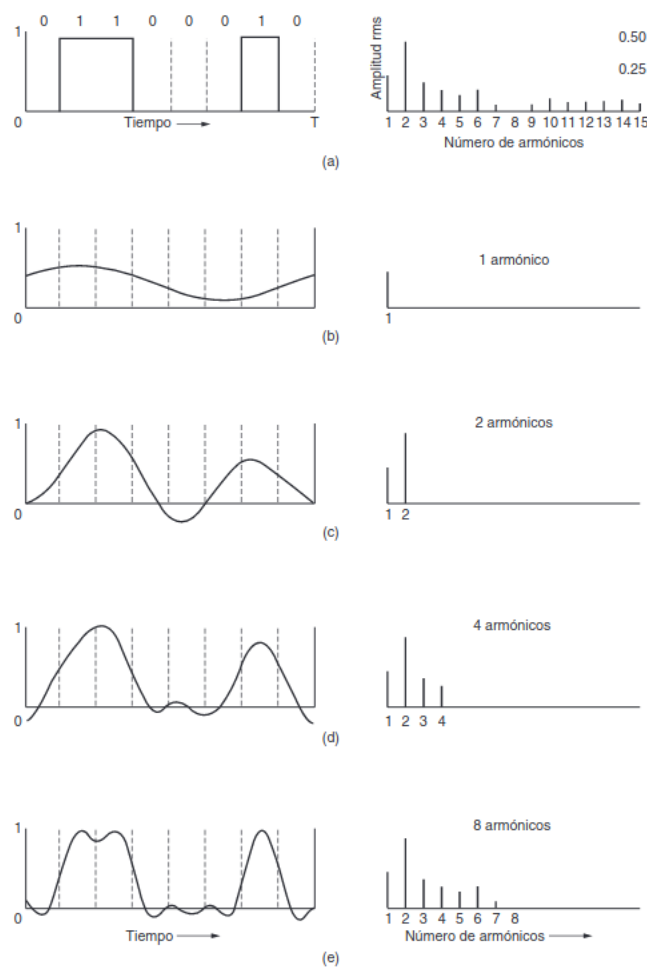 0 1 1 0 0 0 1 0
1
0
Tiempo
T
Amplitud rms
0.50
0.25
1 2 3 4 5 6 7 8 9 10 11 12 13 14 15
Número de armónicos
(a)
1
0
1 armónico
1
(b)
1
0
2 armónicos
1 2
(c)
1
0
4 armónicos
1 2 3 4
(d)
1
0
Tiempo
8 armónicos
1 2 3 4 5 6 7 8
Número de armónicos
(e)